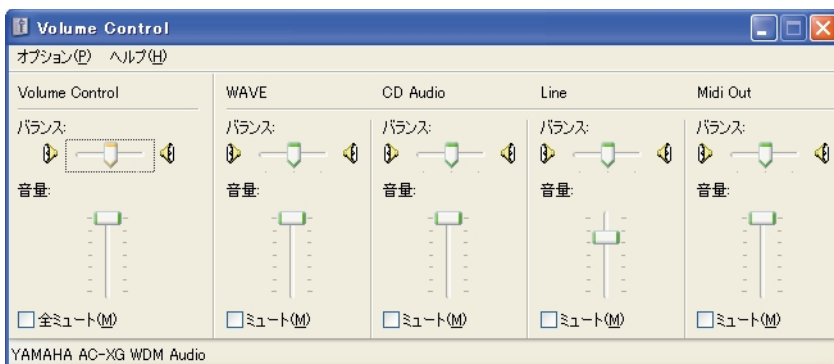 Volume Control
オプション(P) ヘルプ(H)
Volume Control WAVE CD Audio Line Midi Out
バランス: バランス: バランス: バランス: バランス:
音量: 音量: 音量: 音量: 音量:
全ミュート(M) ミュート(M) ミュート(M) ミュート(M) ミュート(M)
YAMAHA AC-XG WDM Audio